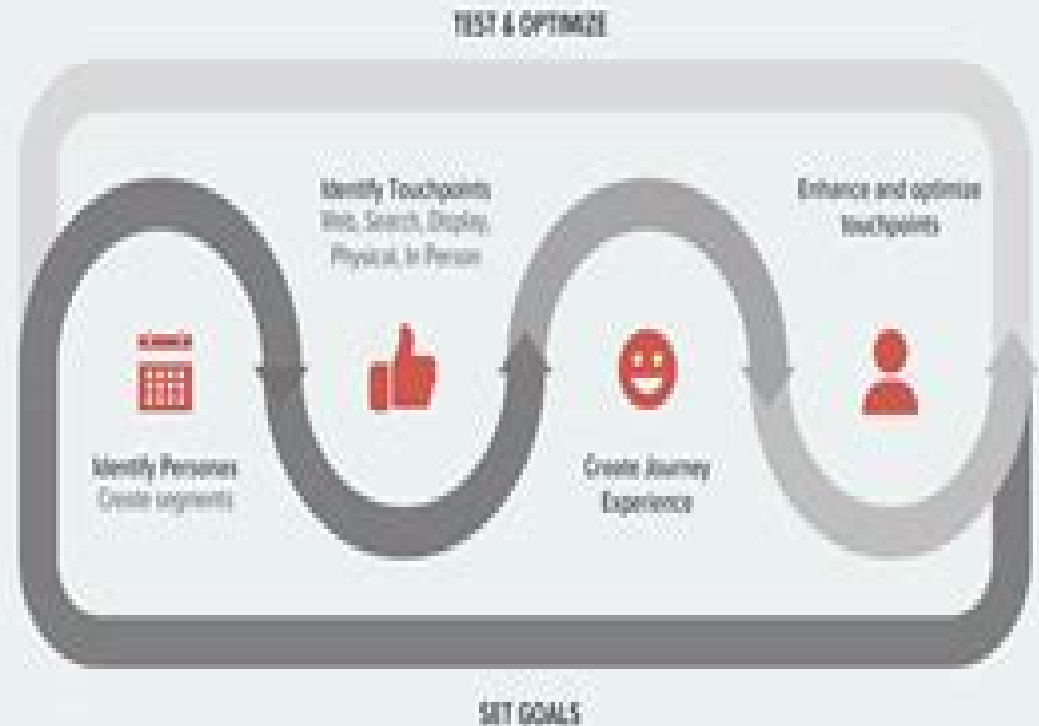 TEST & OPTIMIZE
Identify Touchpoints
Web, Search, Display,
Physical, In Person
Enhance and optimize
touchpoints
Identify Personas
Create segments
Create Journey
Experience
SET GOALS